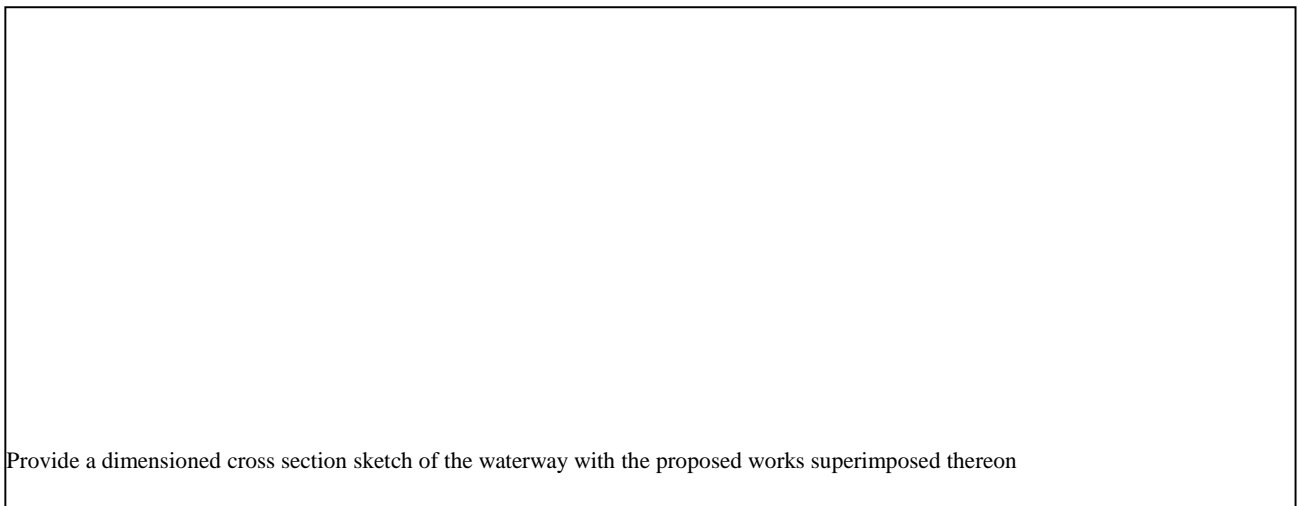 Provide a dimensioned cross section sketch of the waterway with the proposed works superimposed thereon